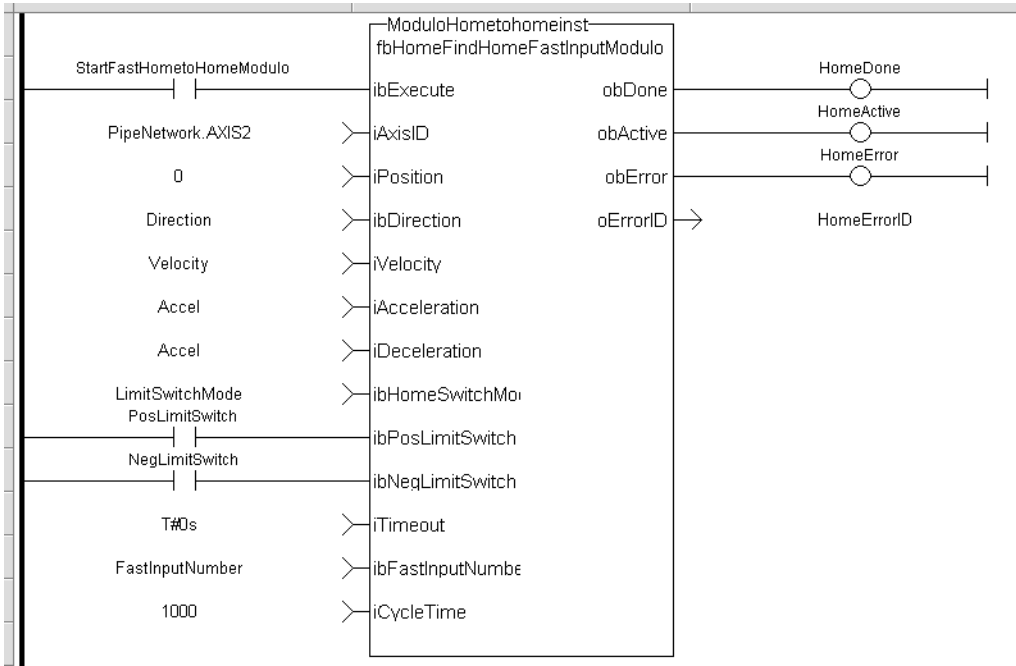 ModuloHometohomeinst
fbHomeFindHomeFastInputModulo
StartFastHometoHomeModulo
ibExecute
obDone
HomeDone
PipeNetwork.AXIS2
iAxisID
obActive
HomeActive
0
iPosition
obError
HomeError
Direction
ibDirection
oErrorID
HomeErrorID
Velocity
iVelocity
Accel
iAcceleration
Accel
iDeceleration
LimitSwitchMode
ibHomeSwitchMo
PosLimitSwitch
ibPosLimitSwitch
NegLimitSwitch
ibNegLimitSwitch
T#0s
iTimeout
FastInputNumber
ibFastInputNumbe
1000
iCycleTime